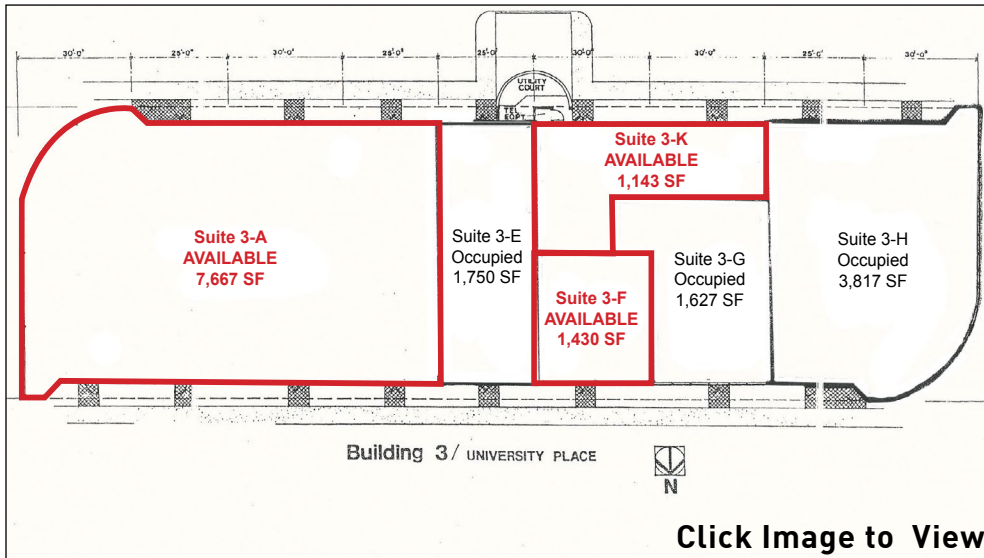 30'-0" 25'-0" 30'-0" 25'-0" 25'-0" 30'-0" 30'-0" 25'-0" 30'-0"
UTILITY
COURT
TEL
EQPT
Suite 3-K
AVAILABLE
1,143 SF
Suite 3-A
AVAILABLE
7,667 SF
Suite 3-E
Occupied
1,750 SF
Suite 3-F
AVAILABLE
1,430 SF
Suite 3-G
Occupied
1,627 SF
Suite 3-H
Occupied
3,817 SF
Building 3/ UNIVERSITY PLACE
N
Click Image to View